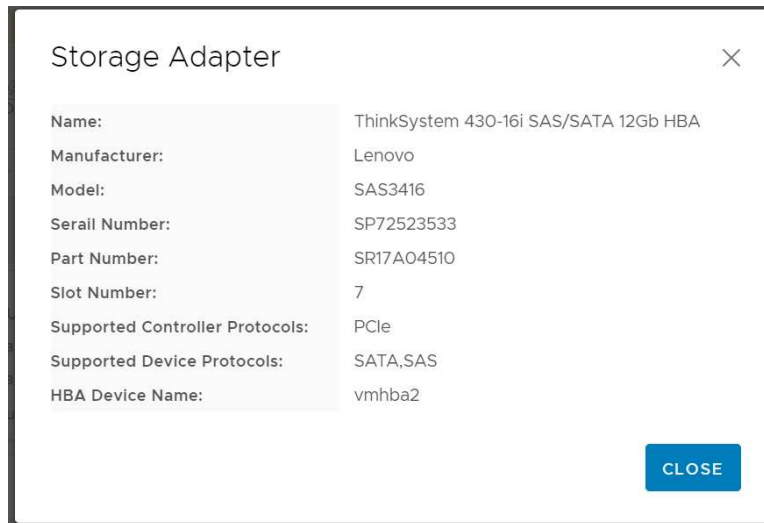 Storage Adapter
Name: ThinkSystem 430-16i SAS/SATA 12Gb HBA
Manufacturer: Lenovo
Model: SAS3416
Serail Number: SP72523533
Part Number: SR17A04510
Slot Number: 7
Supported Controller Protocols: PCIe
Supported Device Protocols: SATA,SAS
HBA Device Name: vmhba2
CLOSE